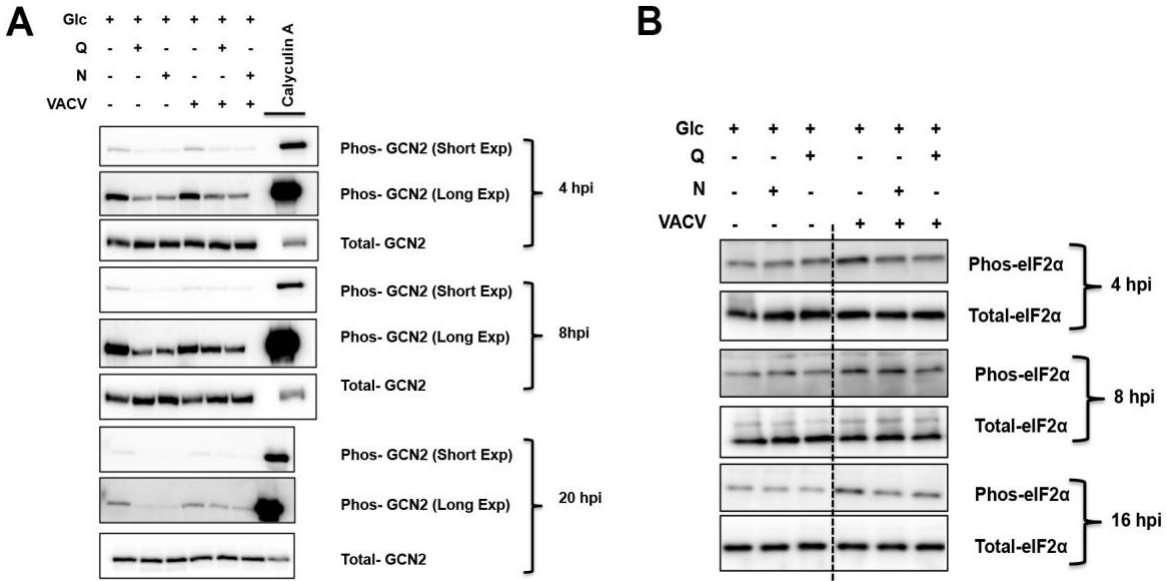 A
Glc + + + + + +
Q - + - - + -
N - - + - - +
VACV - - - + + +
Calyculin A
Phos- GCN2 (Short Exp)
Phos- GCN2 (Long Exp)
4 hpi
Total- GCN2
Phos- GCN2 (Short Exp)
Phos- GCN2 (Long Exp)
8hpi
Total- GCN2
Phos- GCN2 (Short Exp)
Phos- GCN2 (Long Exp)
20 hpi
Total- GCN2
B
Glc + + + + + +
Q - - + - - +
N - + - - + -
VACV - - - + + +
Phos-eIF2α
4 hpi
Total-eIF2α
Phos-eIF2α
8 hpi
Total-eIF2α
Phos-eIF2α
16 hpi
Total-eIF2α